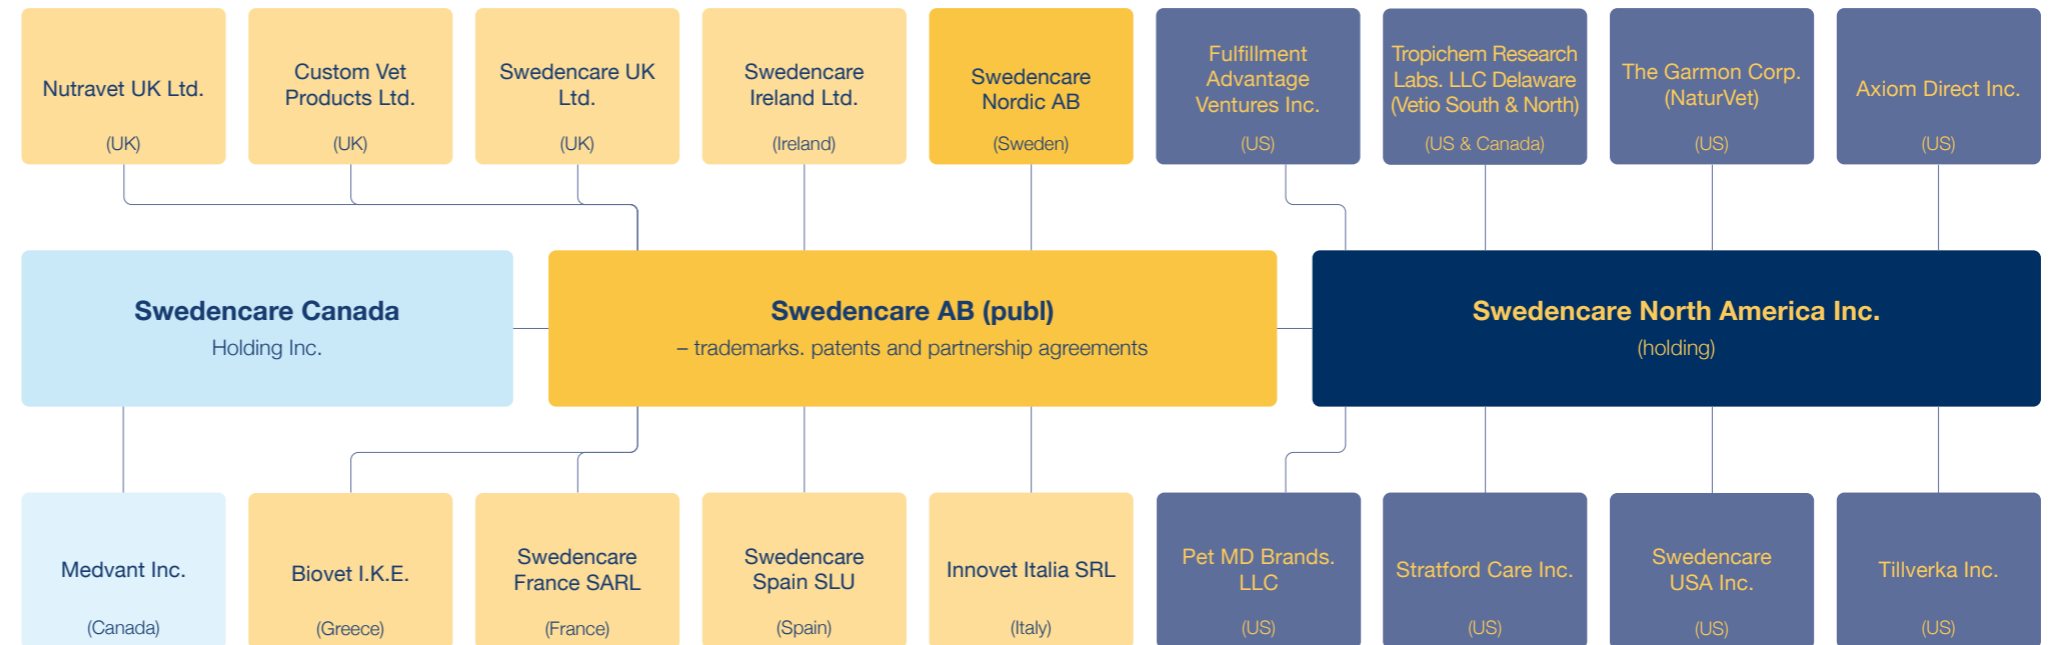 Nutravet UK Ltd.
(UK)
Custom Vet
Products Ltd.
(UK)
Swedencare UK
Ltd.
(UK)
Swedencare
Ireland Ltd.
(Ireland)
Swedencare
Nordic AB
(Sweden)
Fulfillment
Advantage
Ventures Inc.
(US)
Tropichem Research
Labs. LLC Delaware
(Vetio South & North)
(US & Canada)
The Garmon Corp.
(NaturVet)
(US)
Axiom Direct Inc.
(US)
Swedencare Canada
Holding Inc.
Swedencare AB (publ)
– trademarks. patents and partnership agreements
Swedencare North America Inc.
(holding)
Medvant Inc.
(Canada)
Biovet I.K.E.
(Greece)
Swedencare
France SARL
(France)
Swedencare
Spain SLU
(Spain)
Innovet Italia SRL
(Italy)
Pet MD Brands.
LLC
(US)
Stratford Care Inc.
(US)
Swedencare
USA Inc.
(US)
Tillverka Inc.
(US)